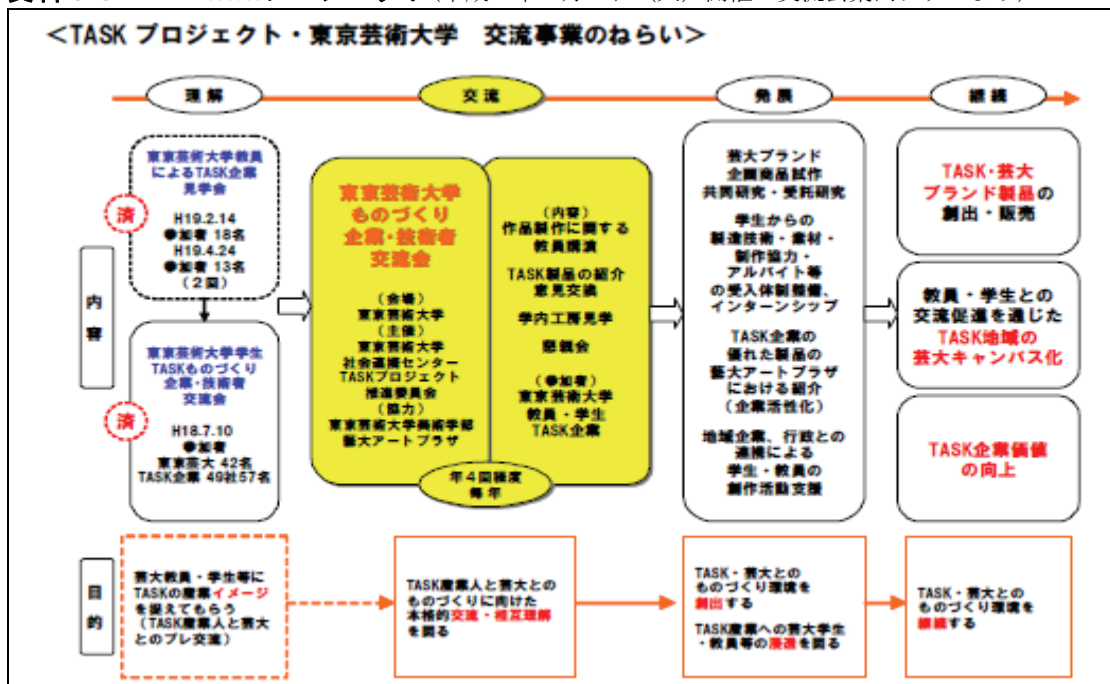 <TASK プロジェクト・東京芸術大学 交流事業のねらい>
理解
交流
発展
継続
内容
東京芸術大学教員
によるTASK企業
見学会
済
H19.2.14
●参加者 18名
H19.4.24
●参加者 13名
(2回)
東京芸術大学学生
TASKものづくり
企業・技術者
交流会
済
H18.7.10
●参加者
東京芸大 42名
TASK企業 49社57名
東京芸術大学
ものづくり
企業・技術者
交流会
(会場)
東京芸術大学
(主催)
東京芸術大学
社会連携センター
TASKプロジェクト
推進委員会
(協力)
東京芸術大学美術学部
藝大アートプラザ
(内容)
作品製作に関する
教員講演
TASK製品の紹介
意見交換
学内工房見学
懇親会
(参加者)
東京芸術大学
教員・学生
TASK企業
年4回程度
毎年
芸大ブランド
企画商品試作
共同研究・受託研究
学生からの
製造技術・素材・
制作協力・
アルバイト等
の受入体制整備、
インターンシップ
TASK企業の
優れた製品の
藝大アートプラザ
における紹介
(企業活性化)
地域企業、行政との
連携による
学生・教員の
創作活動支援
TASK・芸大
ブランド製品の
創出・販売
教員・学生との
交流促進を通じた
TASK地域の
芸大キャンパス化
TASK企業価値
の向上
目的
芸大教員・学生等に
TASKの産業イメージ
を捉えてもらう
(TASK産業人と芸大
とのプレ交流)
TASK産業人と芸大との
ものづくりに向けた
本格的交流・相互理解
を図る
TASK・芸大との
ものづくり環境を
創出する
TASK産業への芸大学生
・教員等の浸透を図る
TASK・芸大との
ものづくり環境を
継続する